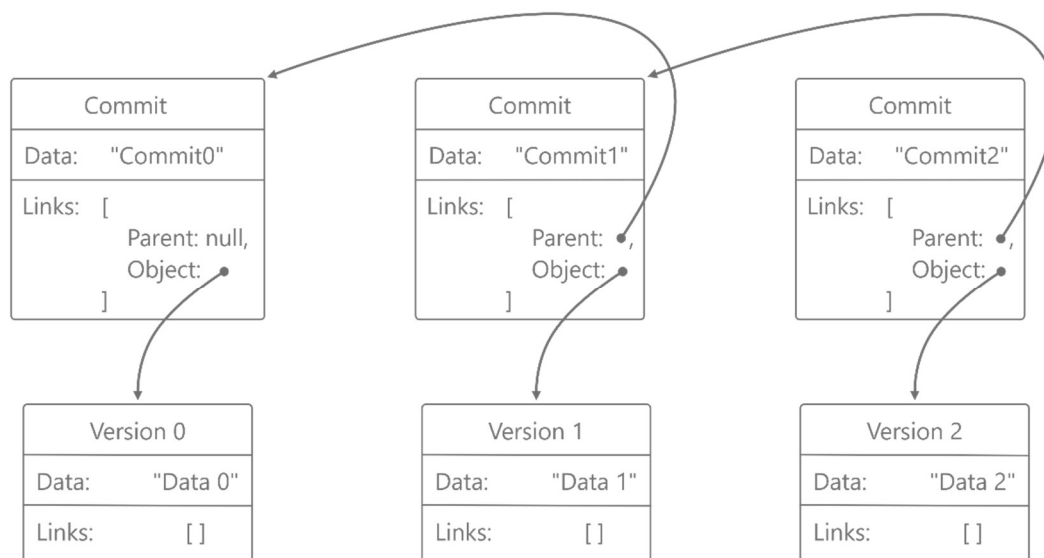 Commit
Data: "Commit0"
Links: [
Parent: null,
Object:
]
Commit
Data: "Commit1"
Links: [
Parent: ,
Object:
]
Commit
Data: "Commit2"
Links: [
Parent: ,
Object:
]
Version 0
Data: "Data 0"
Links: [ ]
Version 1
Data: "Data 1"
Links: [ ]
Version 2
Data: "Data 2"
Links: [ ]